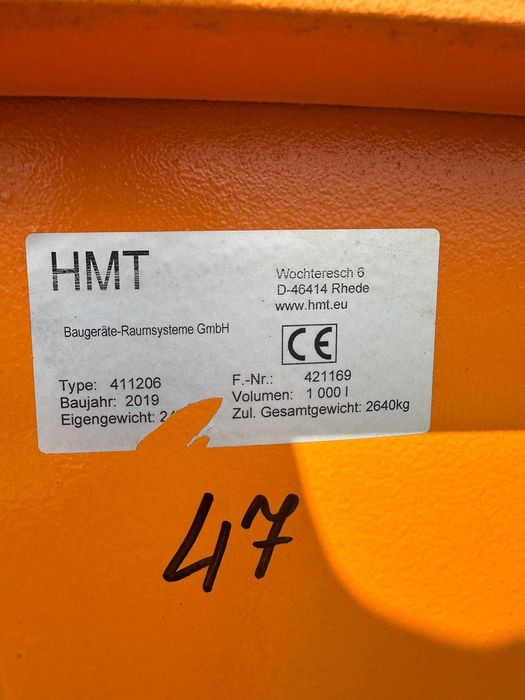 HMT
Wochteresch 6
D-46414 Rhede
www.hmt.eu
Baugeräte-Raumsysteme GmbH
CE
Type: 411206
Baujahr: 2019
Eigengewicht:
F.-Nr.: 421169
Volumen: 1 000 l
Zul. Gesamtgewicht: 2640kg
47